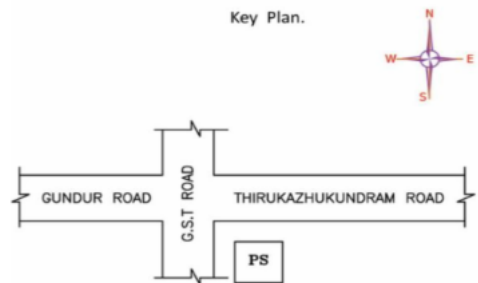 Key Plan.
N
W E
S
GUNDUR ROAD
G.S.T ROAD
THIRUKAZHUKUNDRAM ROAD
PS